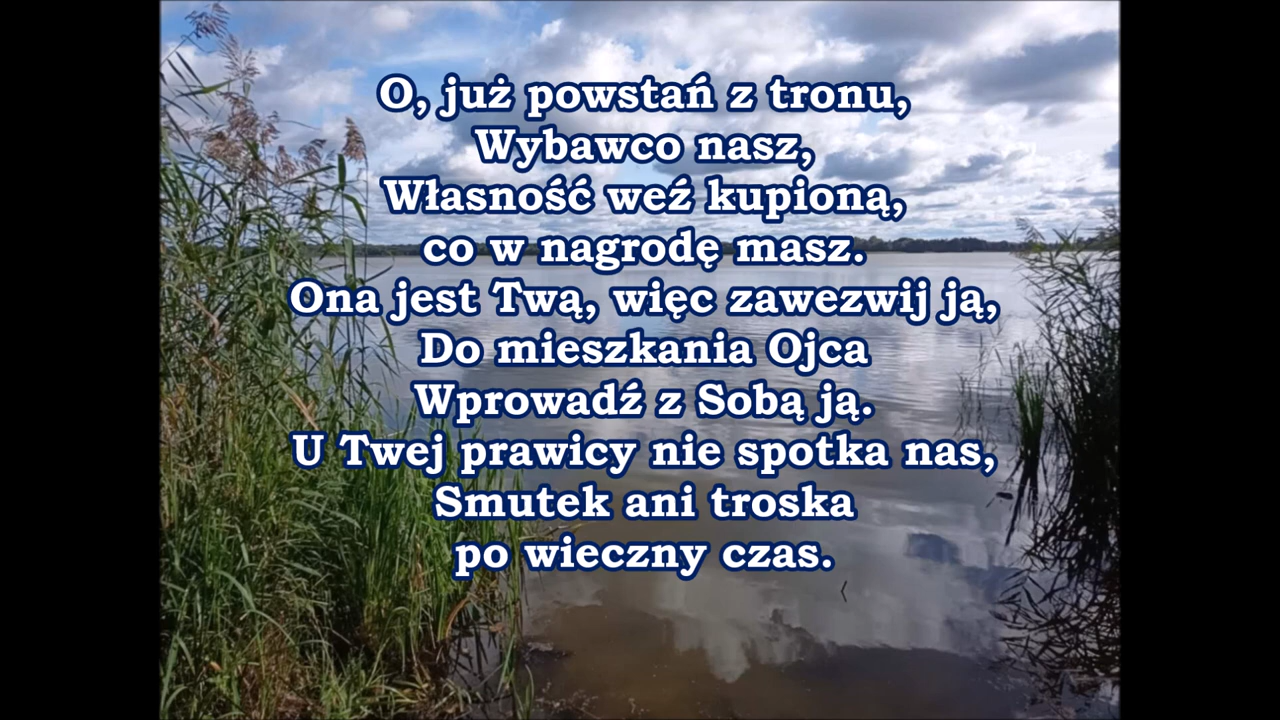 O, już powstań z tronu,
Wybawco nasz,
Własność weź kupioną,
co w nagrodę masz.
Ona jest Twą, więc zawezwij ją,
Do mieszkania Ojca
Wprowadź z Sobą ją.
U Twej prawicy nie spotka nas,
Smutek ani troska
po wieczny czas.